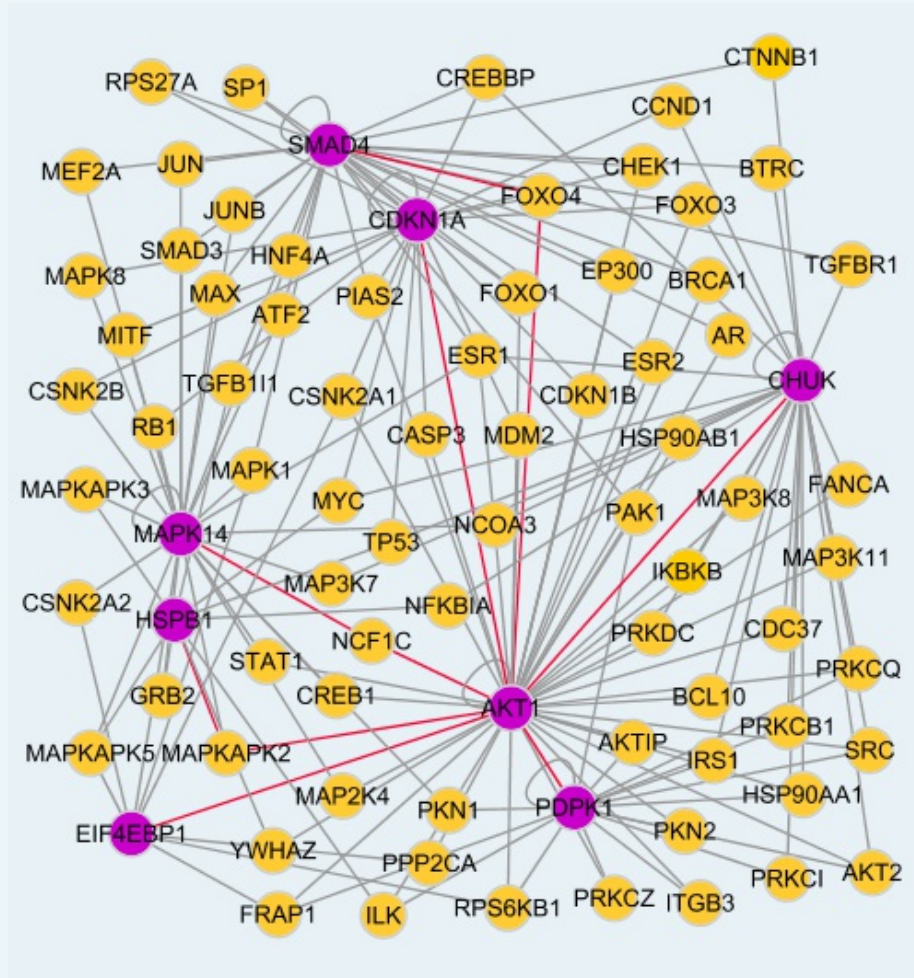 CTNNB1
RPS27A
SP1
CREBBP
CCND1
SMAD4
MEF2A
JUN
CHEK1
BTRC
FOXO4
JUNB
CDKN1A
FOXO3
SMAD3
HNF4A
MAPK8
MAX
PIAS2
FOXO1
EP300
BRCA1
TGFBR1
MITF
ATF2
AR
ESR1
ESR2
CHUK
CSNK2B
TGFB1I1
CSNK2A1
CDKN1B
RB1
CASP3
MDM2
HSP90AB1
MAPK1
MAPKAPK3
MYC
MAP3K8
FANCA
MAPK14
TP53
NCOA3
PAK1
MAP3K7
IKBKB
MAP3K11
CSNK2A2
HSPB1
NFKBIA
NCF1C
PRKDC
CDC37
STAT1
PRKCQ
GRB2
CREB1
AKT1
BCL10
PRKCB1
MAPKAPK5
MAPKAPK2
AKTIP
IRS1
SRC
MAP2K4
PKN1
PDPK1
HSP90AA1
EIF4EBP1
PKN2
YWHAZ
PPP2CA
AKT2
PRKCI
FRAP1
ILK
RPS6KB1
PRKCZ
ITGB3